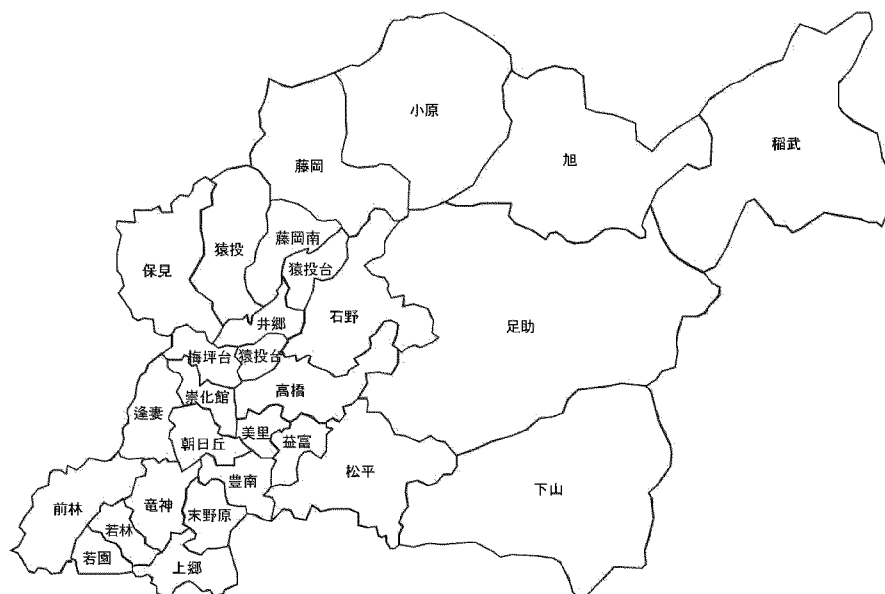 小原
稲武
旭
藤岡
藤岡南
猿投
猿投台
保見
石野
井郷
足助
梅坪台
猿投台
高橋
崇化館
逢妻
美里
朝日丘
益富
松平
豊南
下山
竜神
前林
末野原
若林
若園
上郷